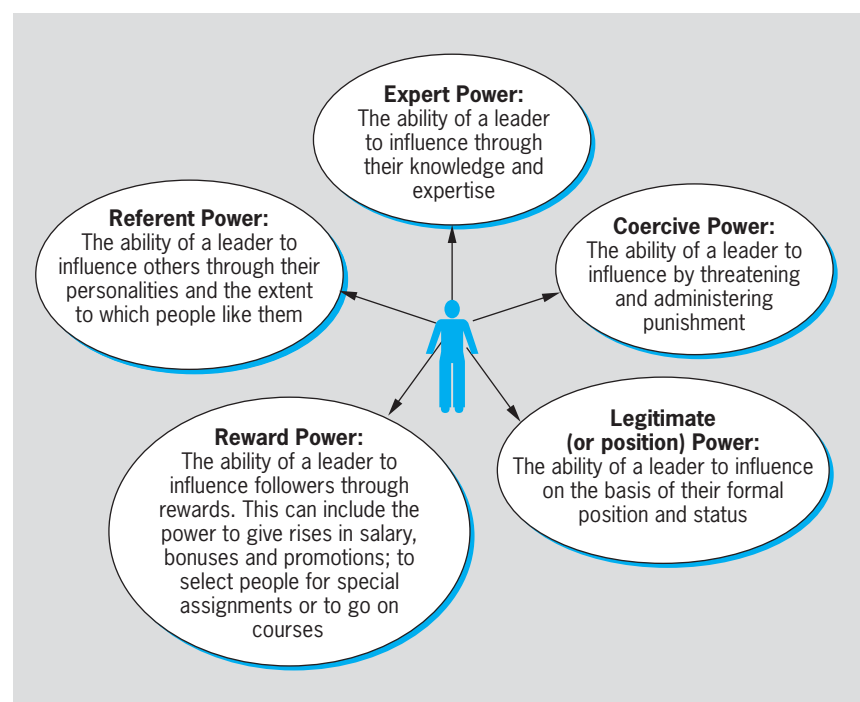 Expert Power:
The ability of a leader
to influence through
their knowledge and
expertise
Referent Power:
The ability of a leader to
influence others through their
personalities and the extent
to which people like them
Coercive Power:
The ability of a leader to
influence by threatening
and administering
punishment
Reward Power:
The ability of a leader to
influence followers through
rewards. This can include the
power to give rises in salary,
bonuses and promotions; to
select people for special
assignments or to go on
courses
Legitimate
(or position) Power:
The ability of a leader to influence
on the basis of their formal
position and status